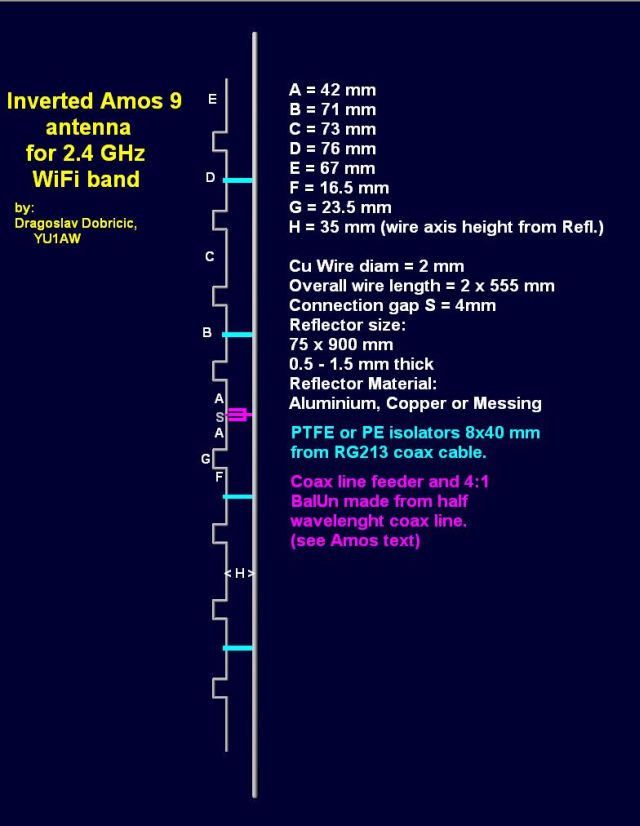 Inverted Amos 9
antenna
for 2.4 GHz
WiFi band
by:
Dragoslav Dobricic,
YU1AW
E
D
C
B
A
S
A
G
F
< H >
A = 42 mm
B = 71 mm
C = 73 mm
D = 76 mm
E = 67 mm
F = 16.5 mm
G = 23.5 mm
H = 35 mm (wire axis height from Refl.)
Cu Wire diam = 2 mm
Overall wire length = 2 x 555 mm
Connection gap S = 4mm
Reflector size:
75 x 900 mm
0.5 - 1.5 mm thick
Reflector Material:
Aluminium, Copper or Messing
PTFE or PE isolators 8x40 mm
from RG213 coax cable.
Coax line feeder and 4:1
BalUn made from half
wavelenght coax line.
(see Amos text)